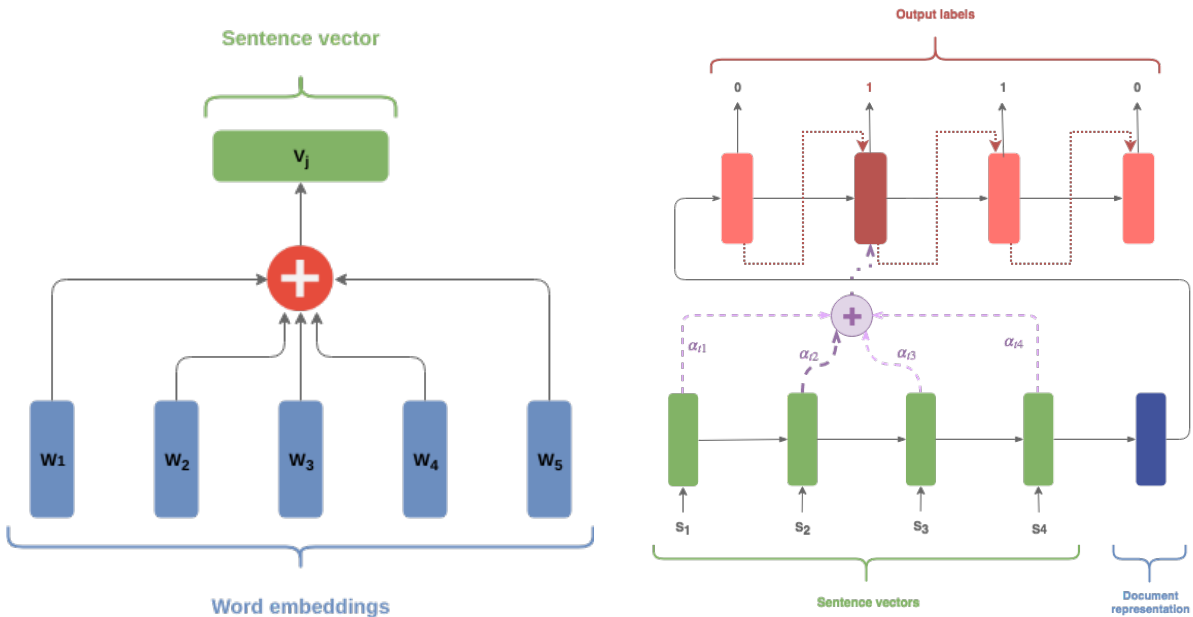 Sentence vector
Vj
W1
W2
W3
W4
W5
Word embeddings
Output labels
0
1
1
0
αt1
αt2
αt3
αt4
S1
S2
S3
S4
Sentence vectors
Document
representation